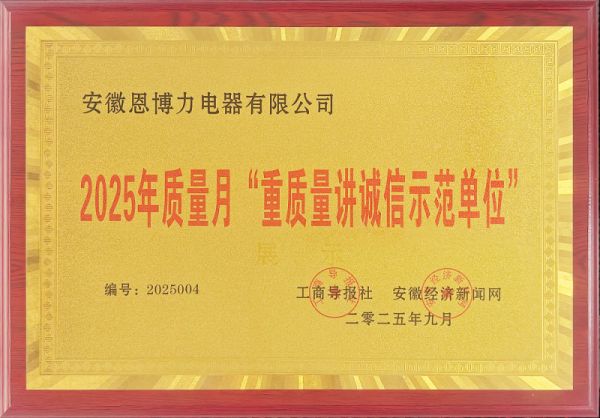 安徽恩博力电器有限公司
2025年质量月“重质量讲诚信示范单位”
展示
编号：2025004
工商导报社 安徽经济新闻网
二零二五年九月